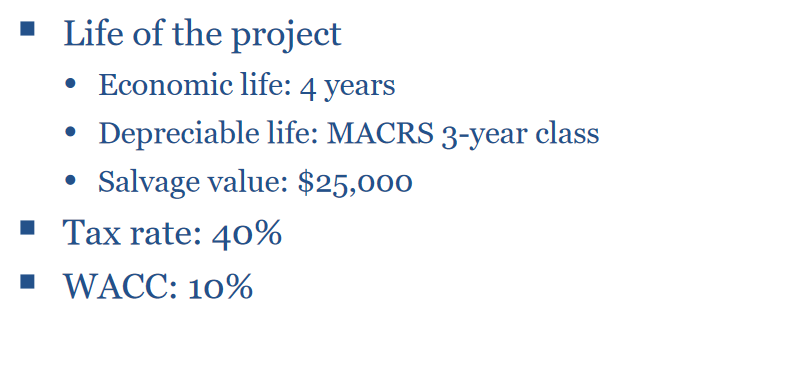 ■ Life of the project
• Economic life: 4 years
• Depreciable life: MACRS 3-year class
• Salvage value: $25,000
■ Tax rate: 40%
■ WACC: 10%